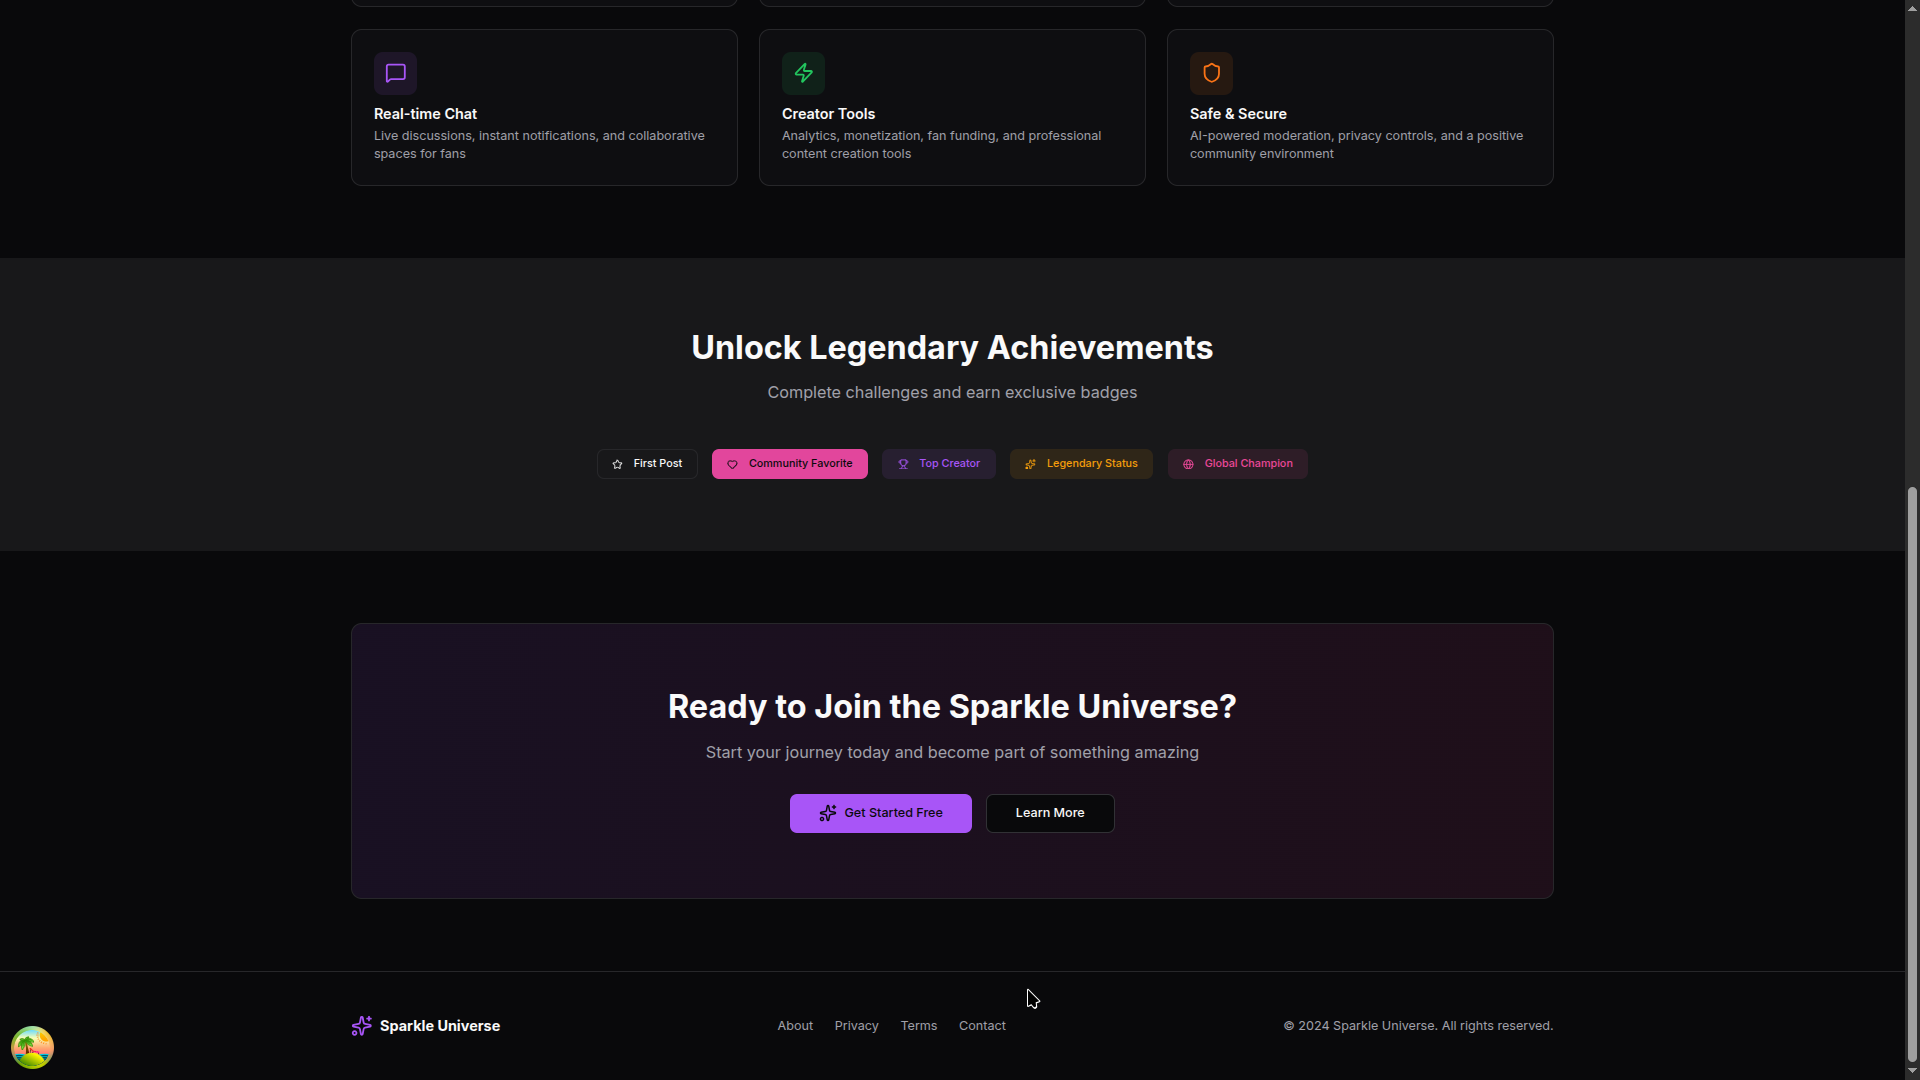 Real-time Chat
Live discussions, instant notifications, and collaborative
spaces for fans
Creator Tools
Analytics, monetization, fan funding, and professional
content creation tools
Safe & Secure
AI-powered moderation, privacy controls, and a positive
community environment
Unlock Legendary Achievements
Complete challenges and earn exclusive badges
First Post
Community Favorite
Top Creator
Legendary Status
Global Champion
Ready to Join the Sparkle Universe?
Start your journey today and become part of something amazing
Get Started Free
Learn More
Sparkle Universe
About
Privacy
Terms
Contact
© 2024 Sparkle Universe. All rights reserved.